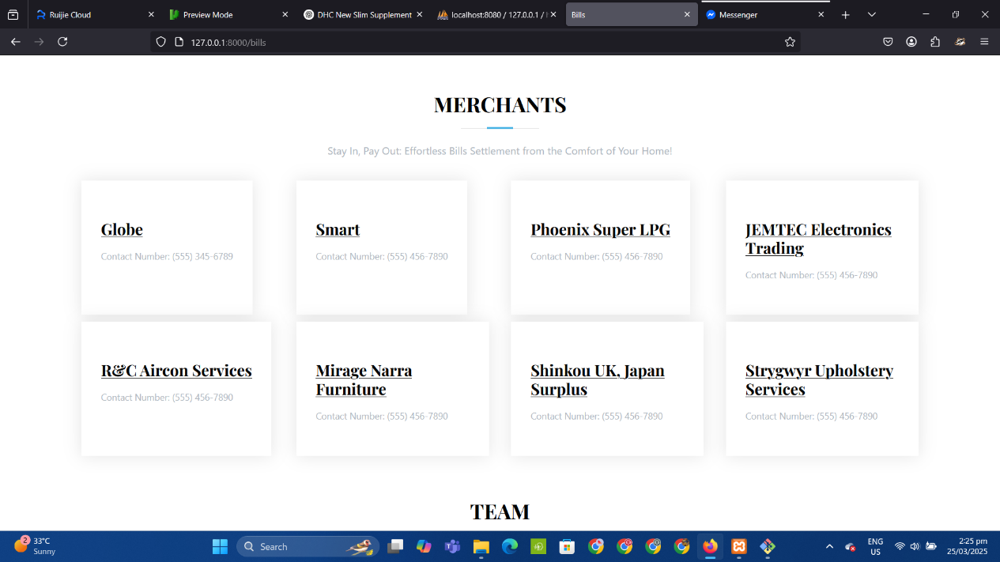 Ruijie Cloud
Preview Mode
DHC New Slim Supplement
localhost:8080 / 127.0.0.1 /
Bills
Messenger
127.0.0.1:8000/bills
MERCHANTS
Stay In, Pay Out: Effortless Bills Settlement from the Comfort of Your Home!
Globe
Contact Number: (555) 345-6789
Smart
Contact Number: (555) 456-7890
Phoenix Super LPG
Contact Number: (555) 456-7890
JEMTEC Electronics
Trading
Contact Number: (555) 456-7890
R&C Aircon Services
Contact Number: (555) 456-7890
Mirage Narra
Furniture
Contact Number: (555) 456-7890
Shinkou UK, Japan
Surplus
Contact Number: (555) 456-7890
Strygwyr Upholstery
Services
Contact Number: (555) 456-7890
TEAM
2
33°C
Sunny
Search
ENG
US
2:25 pm
25/03/2025